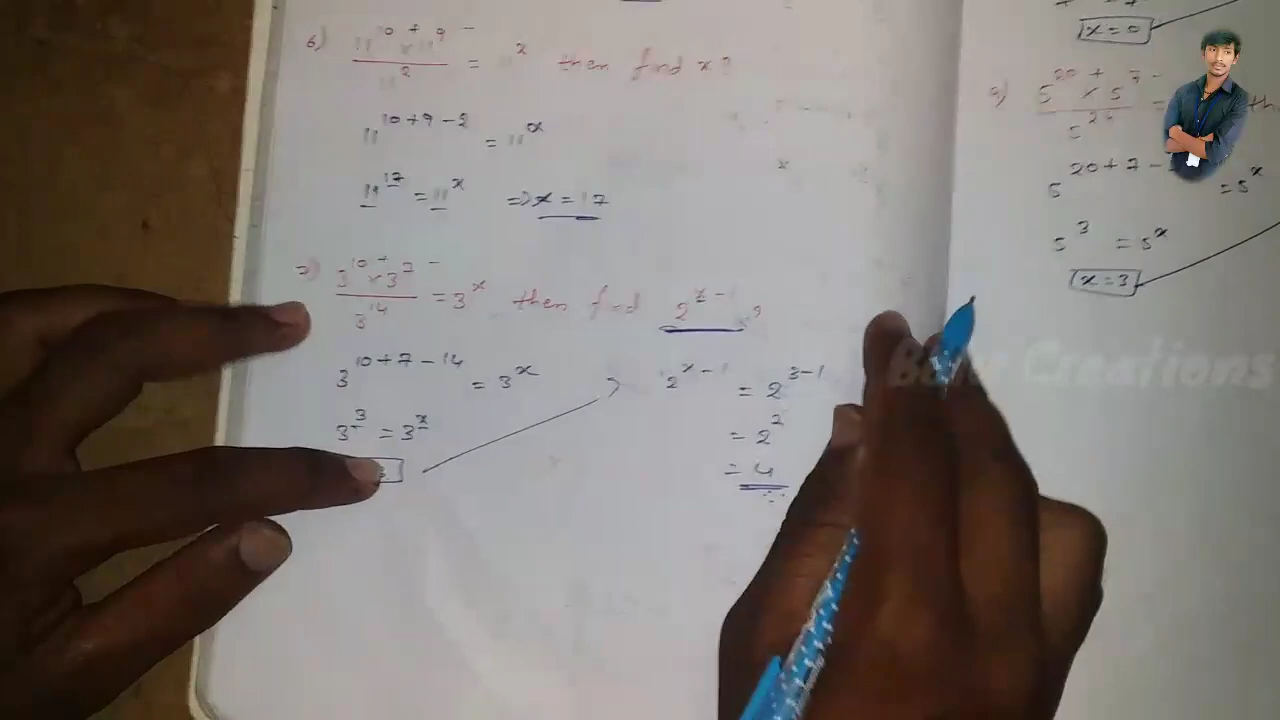 6) 11^10 × 11^9 / 11^2 = 11^x then find x?
11^(10+9-2) = 11^x
11^17 = 11^x => x = 17
7) 3^10 × 3^7 / 3^14 = 3^x then find 2^(x-1)?
3^(10+7-14) = 3^x
3^3 = 3^x
2^(x-1) = 2^(3-1)
= 2^2
= 4
x = 0
9) 5^20 × 5^7 / 5^24 =
5^(20+7- = 5^x
5^3 = 5^x
x = 3
Creations